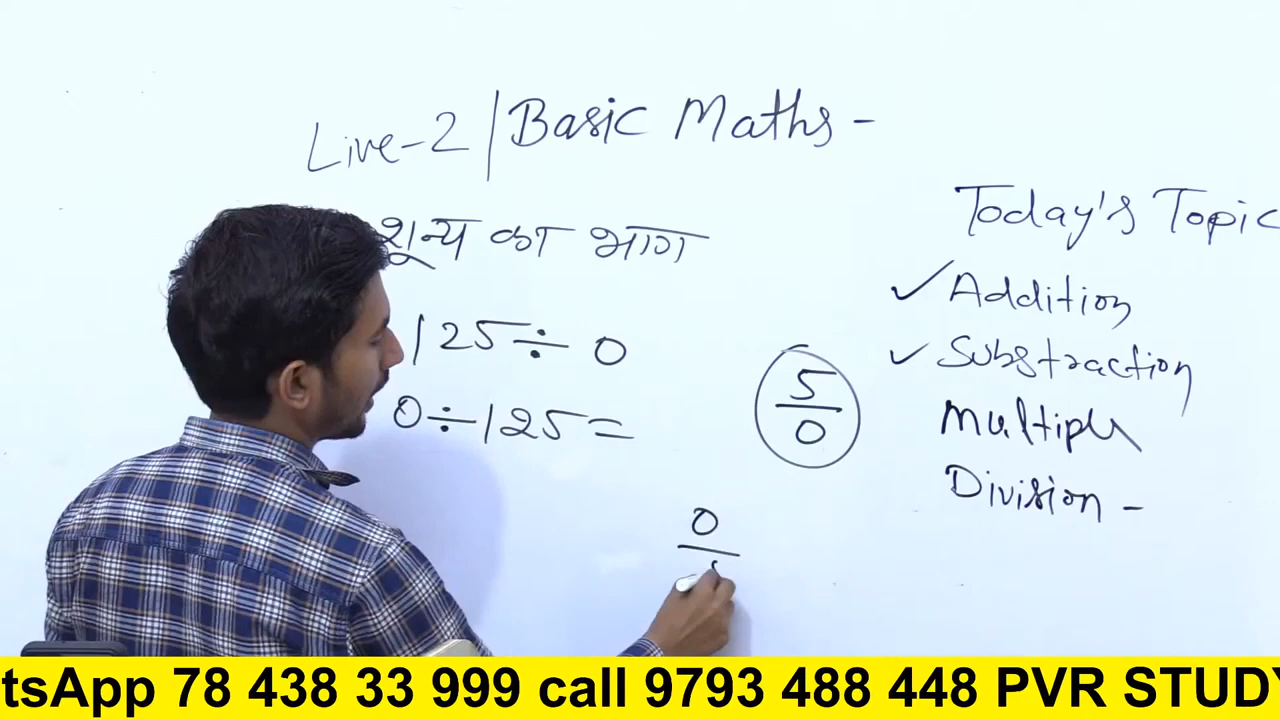 Live-2 | Basic Maths -
शून्य का भाग
125 ÷ 0
0 ÷ 125 =
5
0
0
Today's Topic
✓ Addition
✓ Substraction
Division -
tsApp 78 438 33 999 call 9793 488 448 PVR STUDY